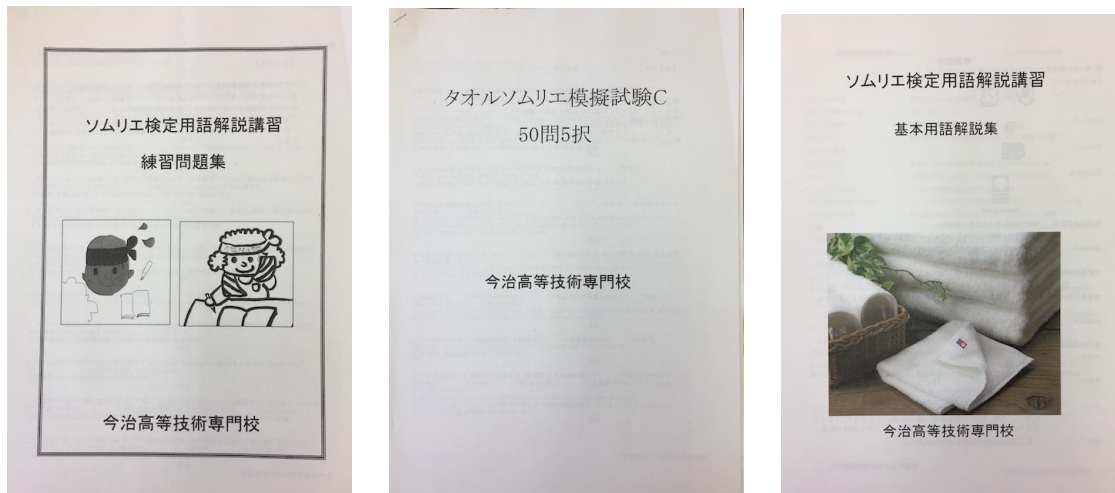 ソムリエ検定用語解説講習
練習問題集
今治高等技術専門校
タオルソムリエ模擬試験C
50問5択
今治高等技術専門校
ソムリエ検定用語解説講習
基本用語解説集
今治高等技術専門校